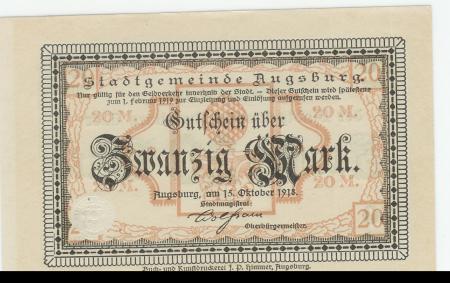 20 20
Stadtgemeinde Augsburg.
Nur gültig für den Geldverkehr innerhalb der Stadt. — Dieser Gutschein wird spätestens
zum 1. Februar 1919 zur Einziehung und Einlösung aufgerufen werden.
20 M. 20 M.
Gutschein über
Zwanzig Mark.
20 M. 20 M.
Augsburg, am 15. Oktober 1918.
Stadtmagistrat:
Oberbürgermeister.
20
Buch- und Kunstdruckerei J. P. Himmer, Augsburg.